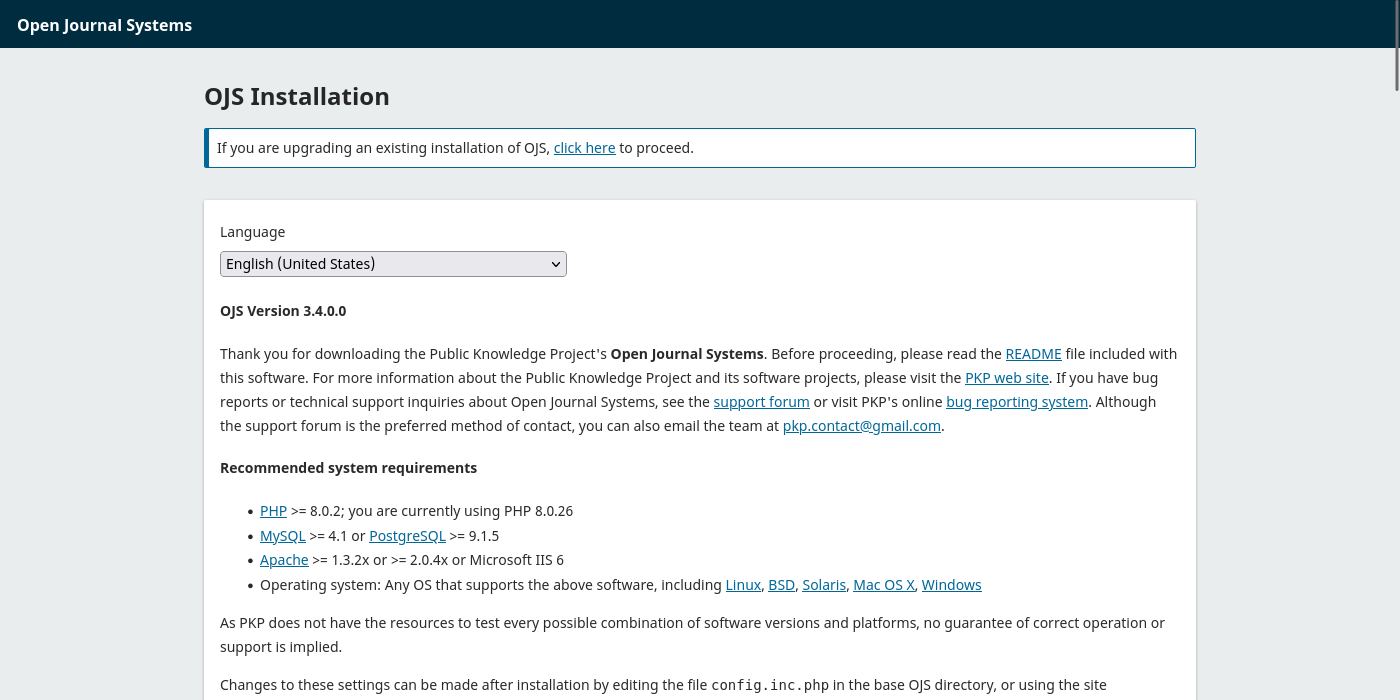 Open Journal Systems
OJS Installation
If you are upgrading an existing installation of OJS, click here to proceed.
Language
English (United States)
OJS Version 3.4.0.0
Thank you for downloading the Public Knowledge Project's Open Journal Systems. Before proceeding, please read the README file included with
this software. For more information about the Public Knowledge Project and its software projects, please visit the PKP web site. If you have bug
reports or technical support inquiries about Open Journal Systems, see the support forum or visit PKP's online bug reporting system. Although
the support forum is the preferred method of contact, you can also email the team at pkp.contact@gmail.com.
Recommended system requirements
• PHP >= 8.0.2; you are currently using PHP 8.0.26
• MySQL >= 4.1 or PostgreSQL >= 9.1.5
• Apache >= 1.3.2x or >= 2.0.4x or Microsoft IIS 6
• Operating system: Any OS that supports the above software, including Linux, BSD, Solaris, Mac OS X, Windows
As PKP does not have the resources to test every possible combination of software versions and platforms, no guarantee of correct operation or
support is implied.
Changes to these settings can be made after installation by editing the file config.inc.php in the base OJS directory, or using the site